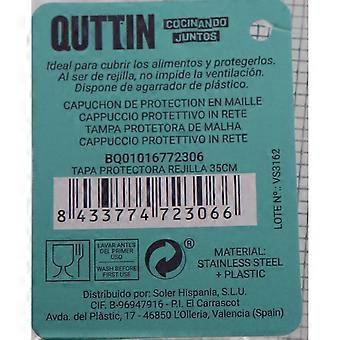 QUTTIN COCINANDO JUNTOS
Ideal para cubrir los alimentos y protegerlos.
Al ser de rejilla, no impide la ventilación.
Dispone de agarrador de plástico.
CAPUCHON DE PROTECTION EN MAILLE
CAPPUCCIO PROTETTIVO IN RETE
TAMPA PROTETORA DE MALHA
CAPPUCCIO PROTETTIVO IN RETE
BQ01016772306
TAPA PROTECTORA REJILLA 35CM
8 433774 723066
LOTE Nº.: VS3162
LAVAR ANTES
DEL PRIMER
USO
WASH BEFORE
FIRST USE
®
MATERIAL:
STAINLESS STEEL
+ PLASTIC
Distribuido por: Soler Hispania, S.L.U.
CIF. B-96947916 - P.I. El Carrascot
Avda. del Plàstic, 17 - 46850 L'Olleria, Valencia (Spain)